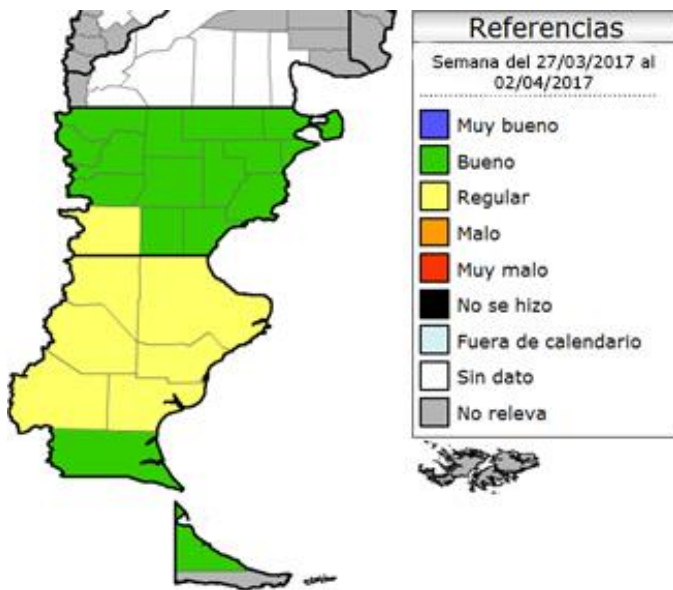 Referencias
Semana del 27/03/2017 al
02/04/2017
Muy bueno
Bueno
Regular
Malo
Muy malo
No se hizo
Fuera de calendario
Sin dato
No releva